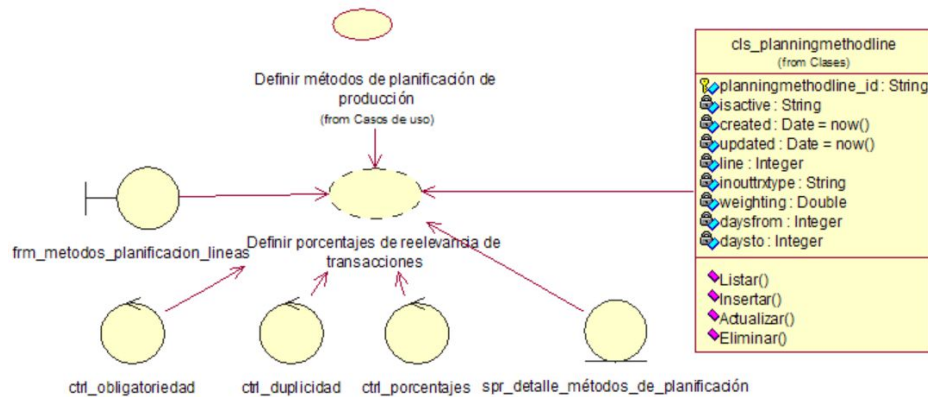 Definir métodos de planificación de
producción
(from Casos de uso)
cls_planningmethodline
(from Clases)
planningmethodline_id : String
isactive : String
created : Date = now()
updated : Date = now()
line : Integer
inouttrxtype : String
weighting : Double
daysfrom : Integer
daysto : Integer
Listar()
Insertar()
Actualizar()
Eliminar()
frm_metodos_planificacion_lineas
Definir porcentajes de reelevancia de
transacciones
ctrl_obligatoriedad
ctrl_duplicidad
ctrl_porcentajes
spr_detalle_métodos_de_planificación